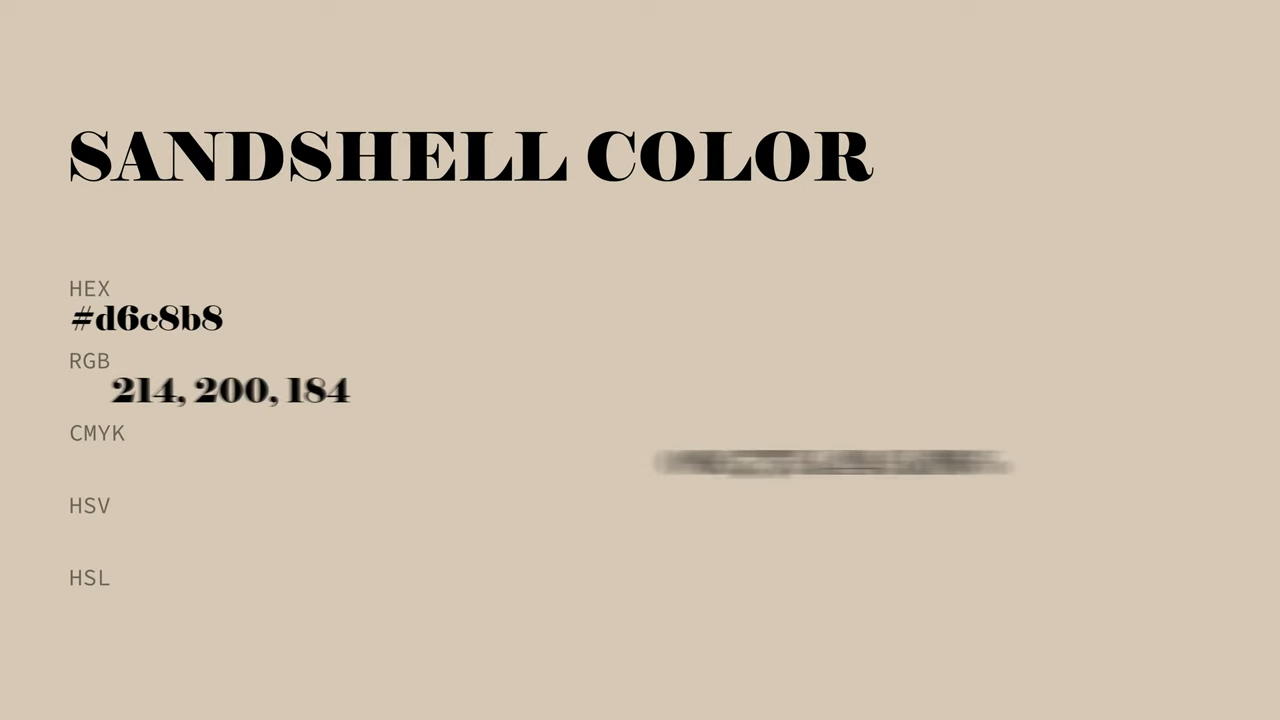 SANDSHELL COLOR
HEX
#d6c8b8
RGB
214, 200, 184
CMYK
HSV
HSL